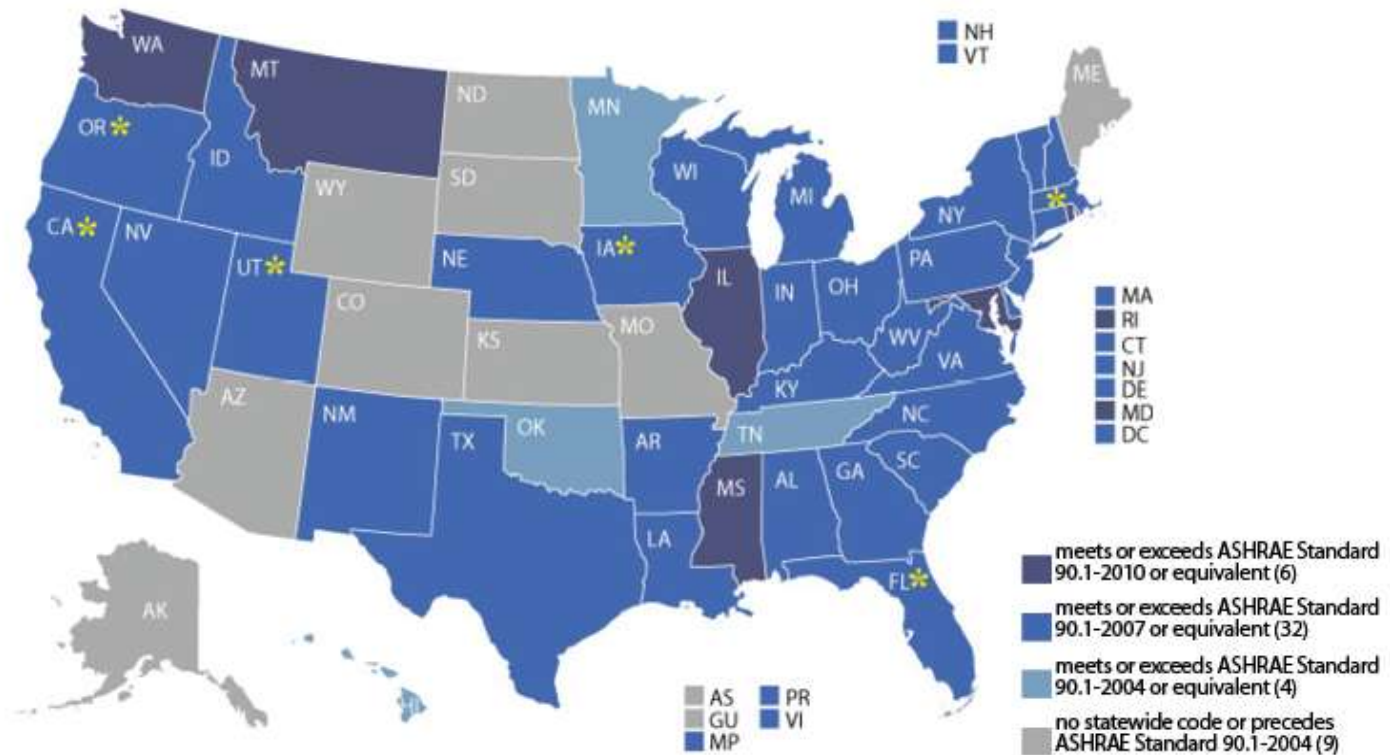 WA
MT
ND
MN
OR *
ID
WY
SD
WI
MI
NY
ME
NH
VT
CA *
NV
UT *
NE
IA *
PA
CO
KS
MO
IL
IN
OH
WV
VA
KY
AZ
NM
TX
OK
AR
TN
NC
SC
MS
AL
GA
LA
FL *
AK
HI
*
MA
RI
CT
NJ
DE
MD
DC
AS
GU
MP
PR
VI
meets or exceeds ASHRAE Standard
90.1-2010 or equivalent (6)
meets or exceeds ASHRAE Standard
90.1-2007 or equivalent (32)
meets or exceeds ASHRAE Standard
90.1-2004 or equivalent (4)
no statewide code or precedes
ASHRAE Standard 90.1-2004 (9)